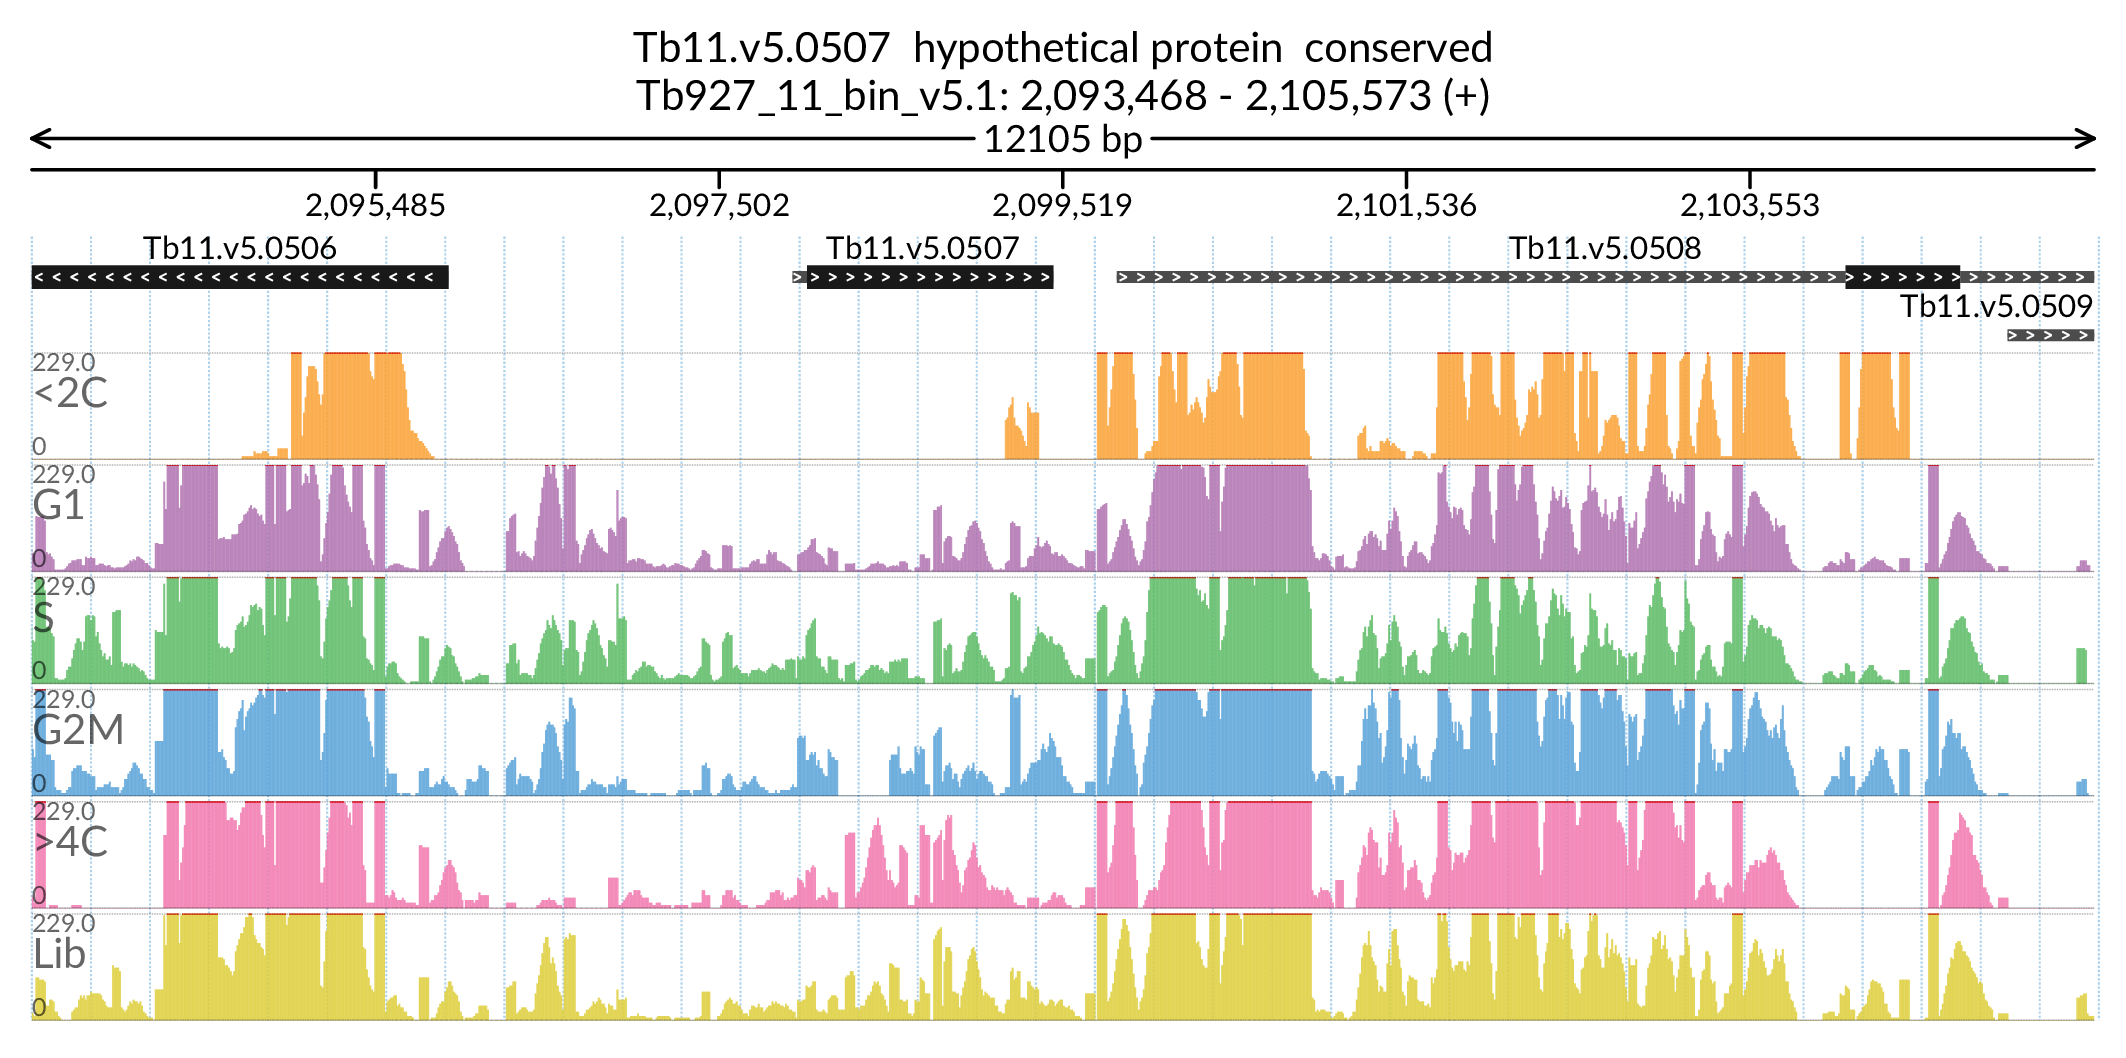 Tb11.v5.0507 hypothetical protein conserved
Tb927_11_bin_v5.1: 2,093,468 - 2,105,573 (+)
12105 bp
2,095,485 2,097,502 2,099,519 2,101,536 2,103,553
Tb11.v5.0506 Tb11.v5.0507 Tb11.v5.0508
Tb11.v5.0509
229.0
<2C
0
229.0
G1
0
229.0
S
0
229.0
G2M
0
229.0
>4C
0
229.0
Lib
0